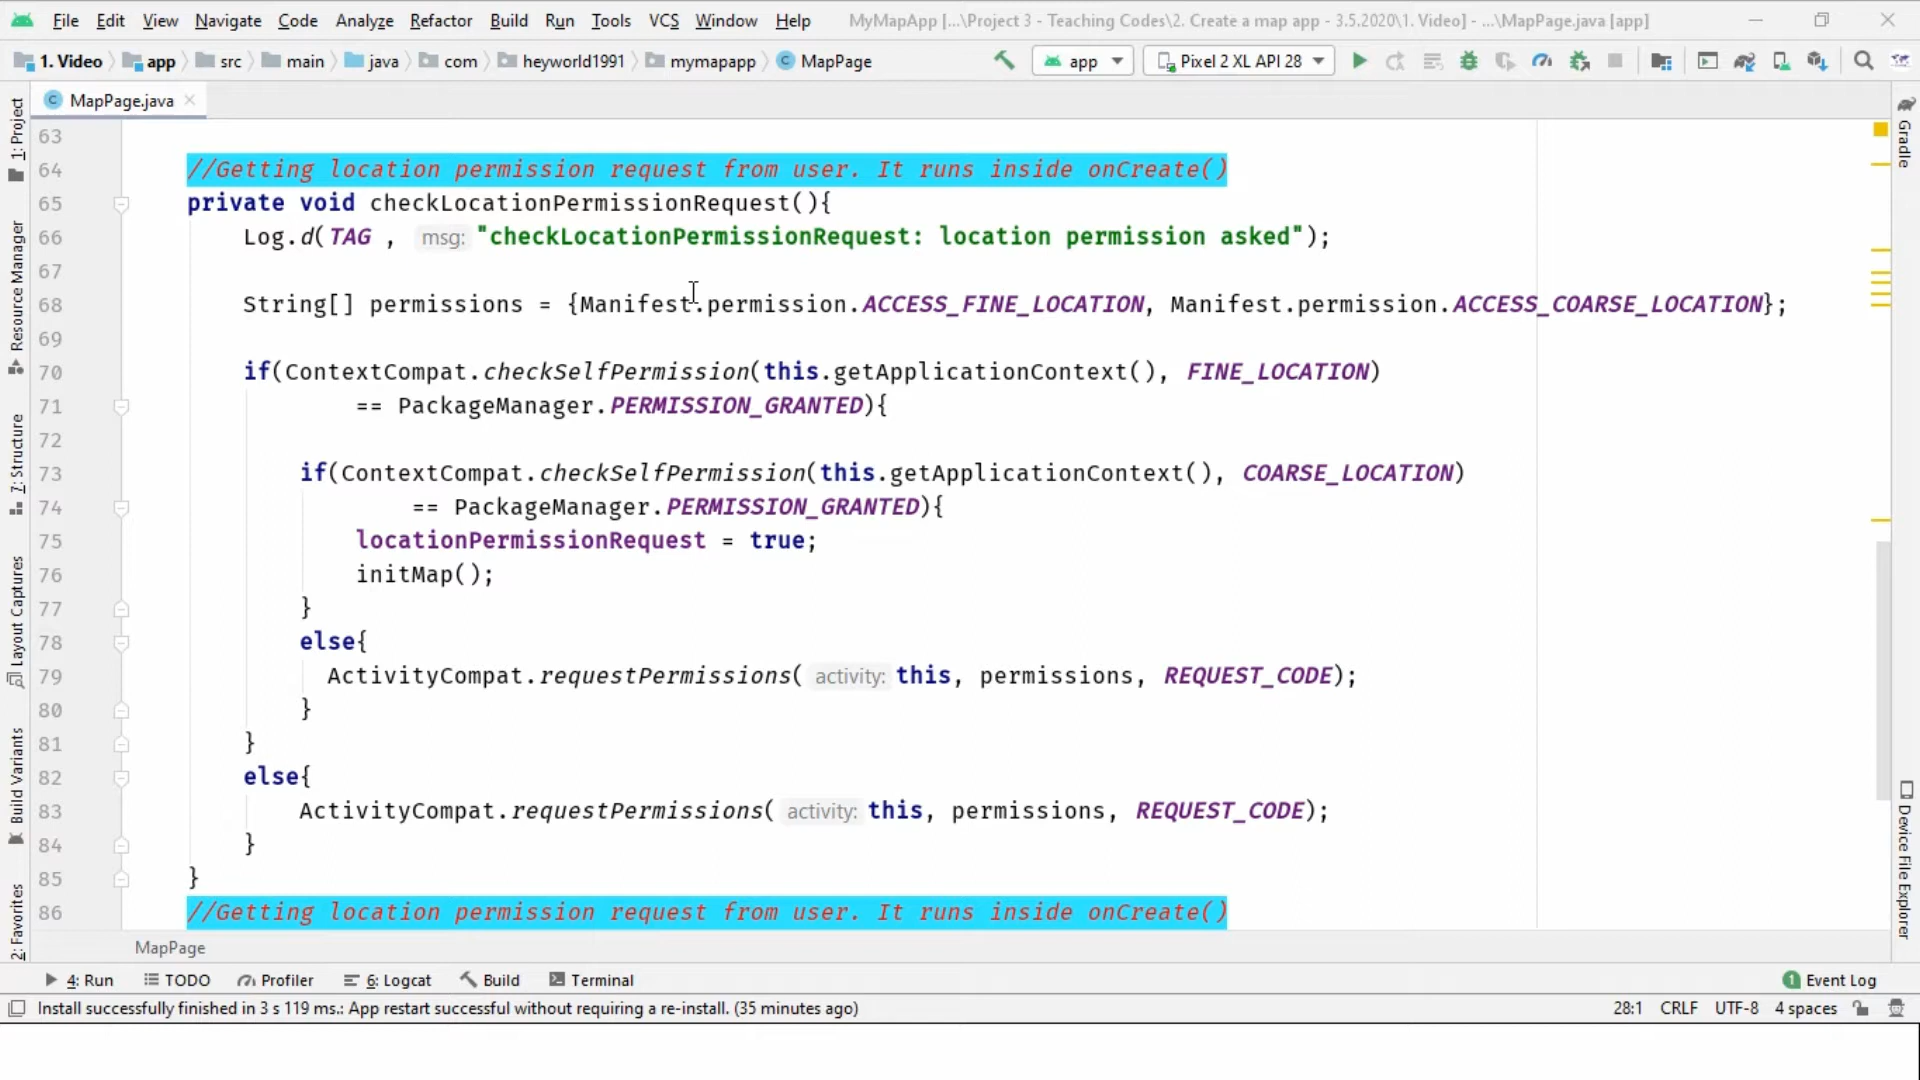 File Edit View Navigate Code Analyze Refactor Build Run Tools VCS Window Help MyMapApp [...\Project 3 - Teaching Codes\2. Create a map app - 3.5.2020\1. Video] - ...\MapPage.java [app]
1. Video app src main java com heyworld1991 mymapapp MapPage app Pixel 2 XL API 28
MapPage.java
1: Project
Resource Manager
7: Structure
Layout Captures
Build Variants
2: Favorites
63
64 //Getting location permission request from user. It runs inside onCreate()
65 private void checkLocationPermissionRequest(){
66 Log.d(TAG , msg: "checkLocationPermissionRequest: location permission asked");
67
68 String[] permissions = {Manifest.permission.ACCESS_FINE_LOCATION, Manifest.permission.ACCESS_COARSE_LOCATION};
69
70 if(ContextCompat.checkSelfPermission(this.getApplicationContext(), FINE_LOCATION)
71 == PackageManager.PERMISSION_GRANTED){
72
73 if(ContextCompat.checkSelfPermission(this.getApplicationContext(), COARSE_LOCATION)
74 == PackageManager.PERMISSION_GRANTED){
75 locationPermissionRequest = true;
76 initMap();
77 }
78 else{
79 ActivityCompat.requestPermissions( activity: this, permissions, REQUEST_CODE);
80 }
81 }
82 else{
83 ActivityCompat.requestPermissions( activity: this, permissions, REQUEST_CODE);
84 }
85 }
86 //Getting location permission request from user. It runs inside onCreate()
Gradle
Device File Explorer
MapPage
4: Run TODO Profiler 6: Logcat Build Terminal 1 Event Log
Install successfully finished in 3 s 119 ms.: App restart successful without requiring a re-install. (35 minutes ago) 28:1 CRLF UTF-8 4 spaces